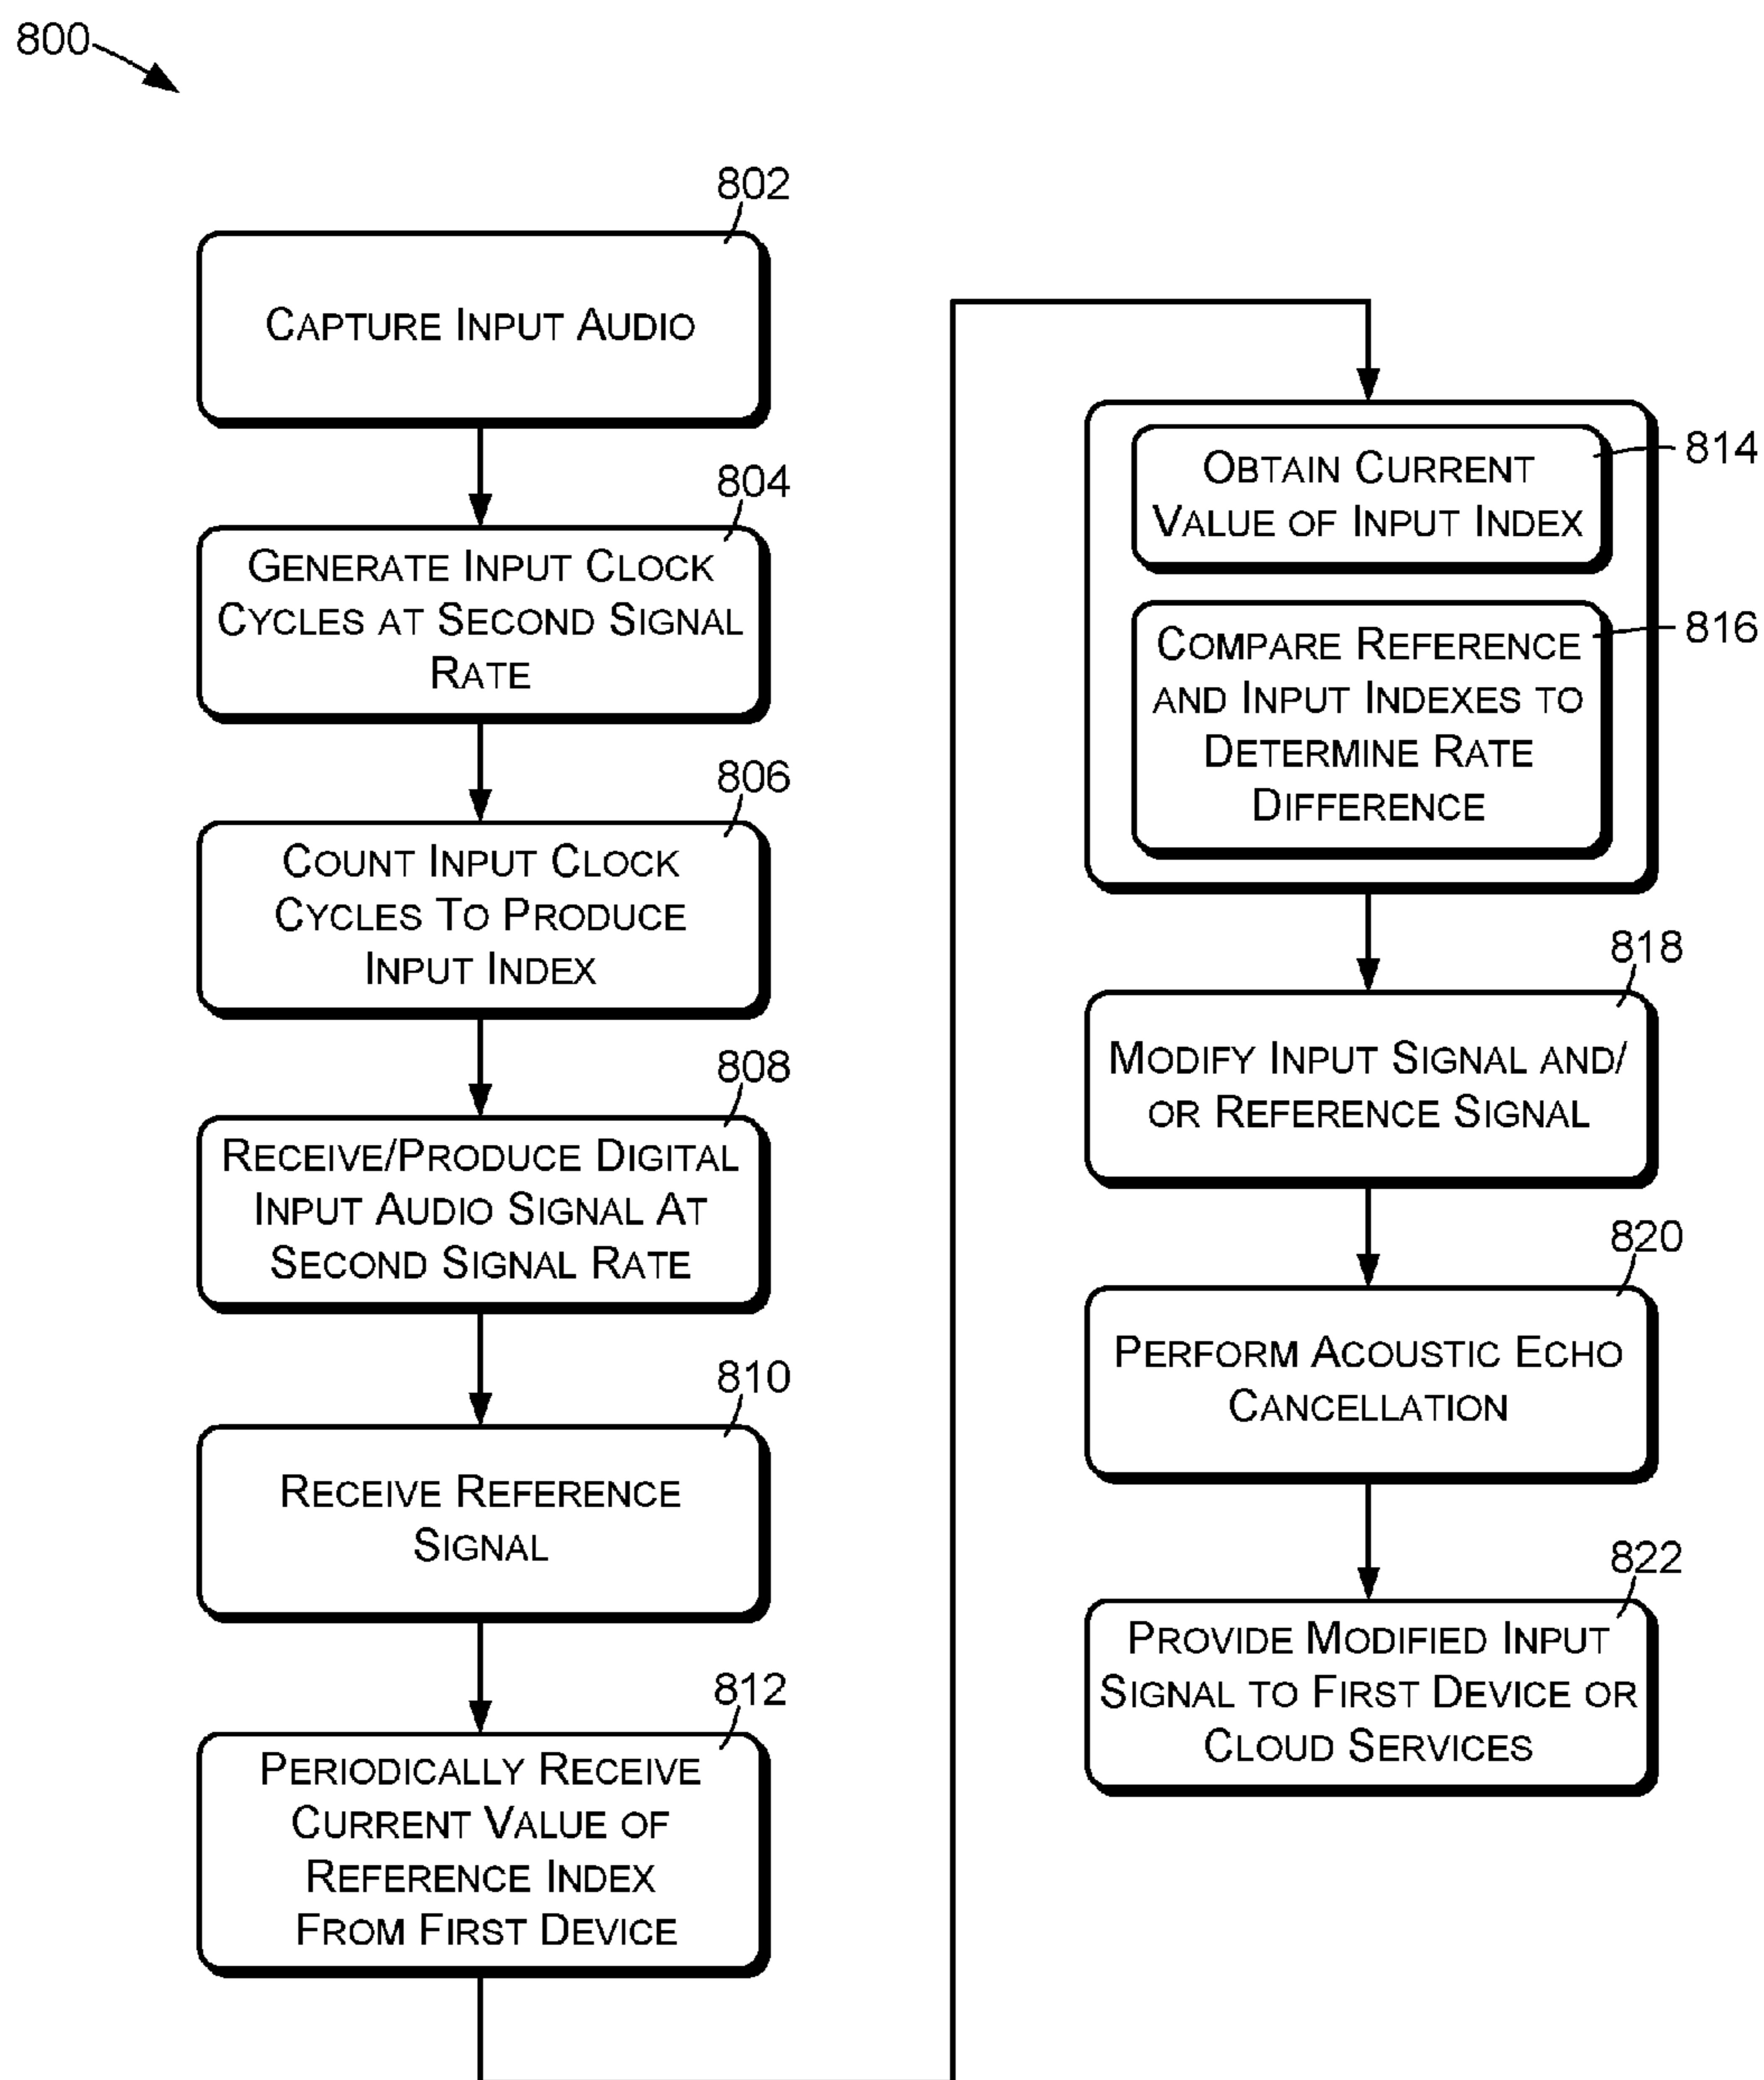 800
802
CAPTURE INPUT AUDIO
804
GENERATE INPUT CLOCK
CYCLES AT SECOND SIGNAL
RATE
806
COUNT INPUT CLOCK
CYCLES TO PRODUCE
INPUT INDEX
808
RECEIVE/PRODUCE DIGITAL
INPUT AUDIO SIGNAL AT
SECOND SIGNAL RATE
810
RECEIVE REFERENCE
SIGNAL
812
PERIODICALLY RECEIVE
CURRENT VALUE OF
REFERENCE INDEX
FROM FIRST DEVICE
814
OBTAIN CURRENT
VALUE OF INPUT INDEX
816
COMPARE REFERENCE
AND INPUT INDEXES TO
DETERMINE RATE
DIFFERENCE
818
MODIFY INPUT SIGNAL AND/
OR REFERENCE SIGNAL
820
PERFORM ACOUSTIC ECHO
CANCELLATION
822
PROVIDE MODIFIED INPUT
SIGNAL TO FIRST DEVICE OR
CLOUD SERVICES